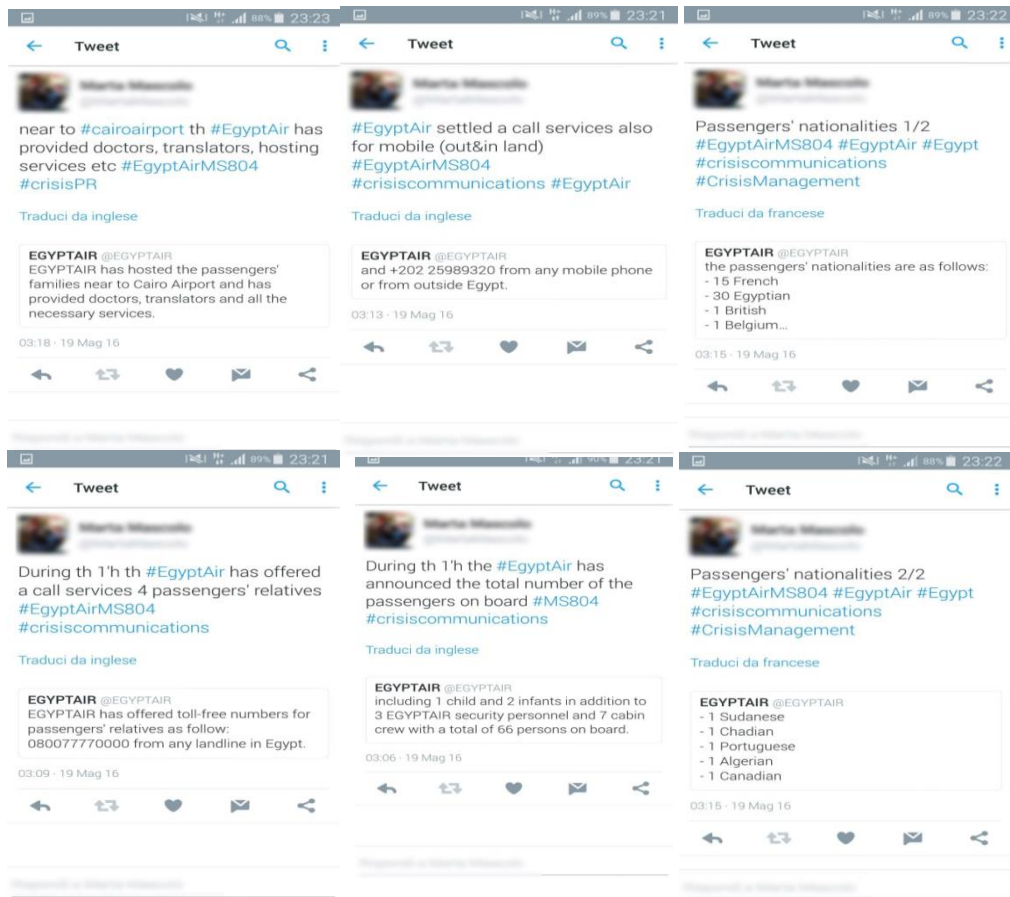 88% 23:23
Tweet
near to #cairoairport th #EgyptAir has
provided doctors, translators, hosting
services etc #EgyptAirMS804
#crisisPR
Traduci da inglese
EGYPTAIR @EGYPTAIR
EGYPTAIR has hosted the passengers'
families near to Cairo Airport and has
provided doctors, translators and all the
necessary services.
03:18 · 19 Mag 16
89% 23:21
Tweet
#EgyptAir settled a call services also
for mobile (out&in land)
#EgyptAirMS804
#crisiscommunications #EgyptAir
Traduci da inglese
EGYPTAIR @EGYPTAIR
and +202 25989320 from any mobile phone
or from outside Egypt.
03:13 · 19 Mag 16
89% 23:22
Tweet
Passengers' nationalities 1/2
#EgyptAirMS804 #EgyptAir #Egypt
#crisiscommunications
#CrisisManagement
Traduci da francese
EGYPTAIR @EGYPTAIR
the passengers' nationalities are as follows:
- 15 French
- 30 Egyptian
- 1 British
- 1 Belgium...
03:15 · 19 Mag 16
89% 23:21
Tweet
During th 1'h th #EgyptAir has offered
a call services 4 passengers' relatives
#EgyptAirMS804
#crisiscommunications
Traduci da inglese
EGYPTAIR @EGYPTAIR
EGYPTAIR has offered toll-free numbers for
passengers' relatives as follow:
080077770000 from any landline in Egypt.
03:09 · 19 Mag 16
90% 23:21
Tweet
During th 1'h the #EgyptAir has
announced the total number of the
passengers on board #MS804
#crisiscommunications
Traduci da inglese
EGYPTAIR @EGYPTAIR
including 1 child and 2 infants in addition to
3 EGYPTAIR security personnel and 7 cabin
crew with a total of 66 persons on board.
03:06 · 19 Mag 16
88% 23:22
Tweet
Passengers' nationalities 2/2
#EgyptAirMS804 #EgyptAir #Egypt
#crisiscommunications
#CrisisManagement
Traduci da francese
EGYPTAIR @EGYPTAIR
- 1 Sudanese
- 1 Chadian
- 1 Portuguese
- 1 Algerian
- 1 Canadian
03:15 · 19 Mag 16